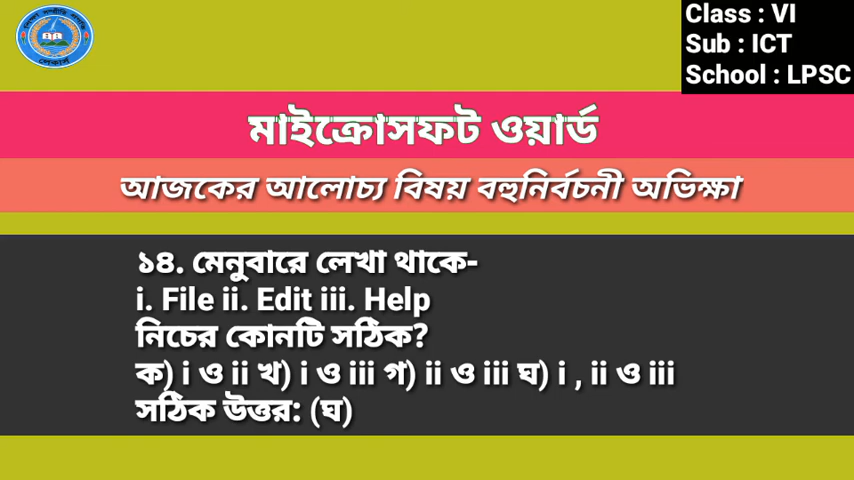 Class : VI
Sub : ICT
School : LPSC
মাইক্রোসফট ওয়ার্ড
আজকের আলোচ্য বিষয় বহুনির্বচনী অভিক্ষা
১৪. মেনুবারে লেখা থাকে-
i. File ii. Edit iii. Help
নিচের কোনটি সঠিক?
ক) i ও ii খ) i ও iii গ) ii ও iii ঘ) i , ii ও iii
সঠিক উত্তর: (ঘ)